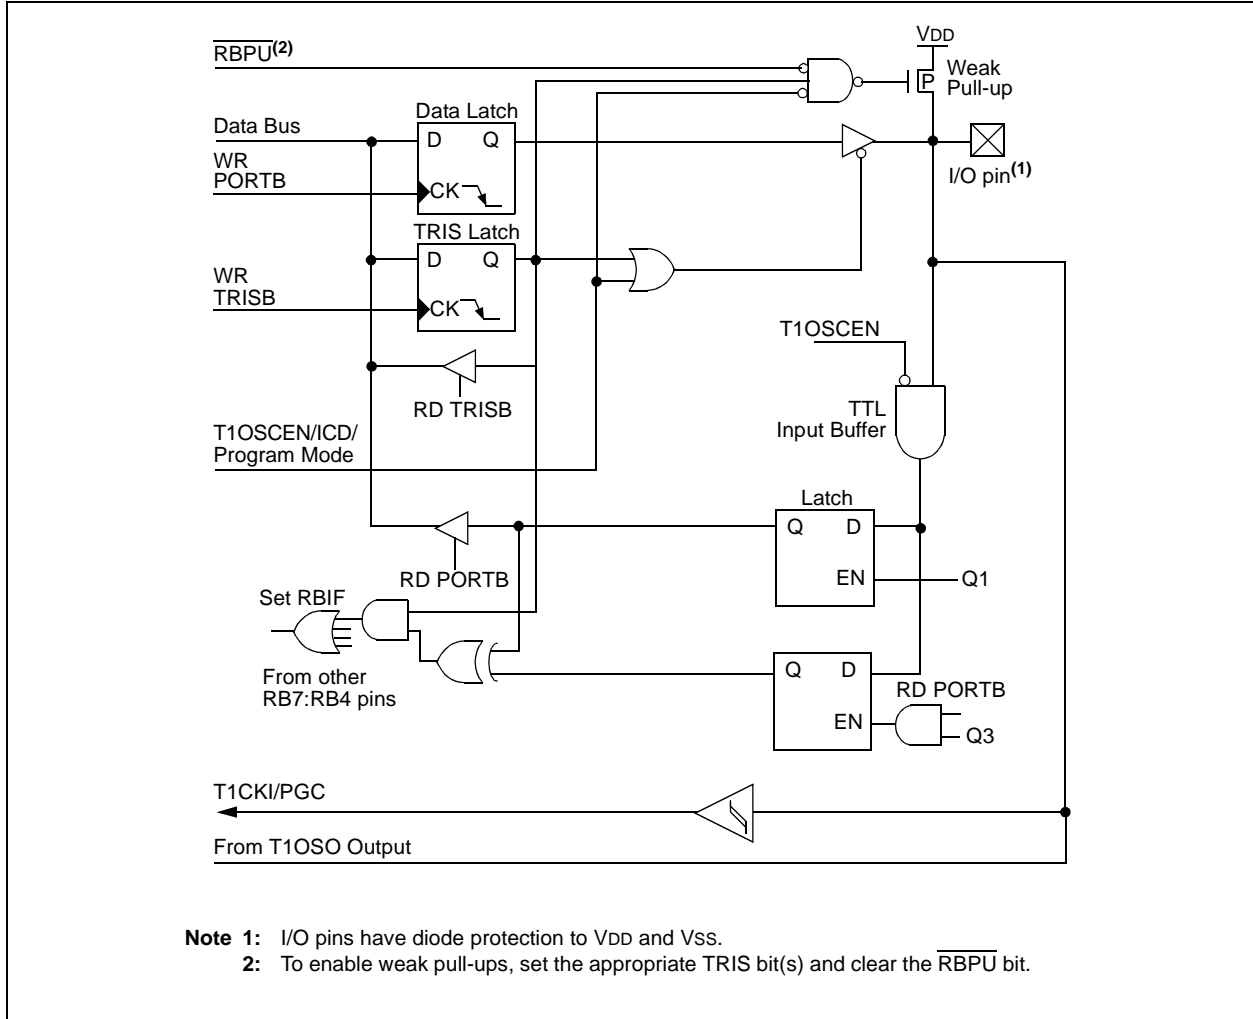 VDD
RBPU(2)
Weak
Pull-up
P
Data Latch
Data Bus
D Q
WR
PORTB
CK
I/O pin(1)
TRIS Latch
D Q
WR
TRISB
CK
T1OSCEN
RD TRISB
TTL
Input Buffer
T1OSCEN/ICD/
Program Mode
Latch
Q D
EN
Q1
RD PORTB
Set RBIF
From other
RB7:RB4 pins
Q D
RD PORTB
EN
Q3
T1CKI/PGC
From T1OSO Output
Note 1: I/O pins have diode protection to VDD and VSS.
2: To enable weak pull-ups, set the appropriate TRIS bit(s) and clear the RBPU bit.